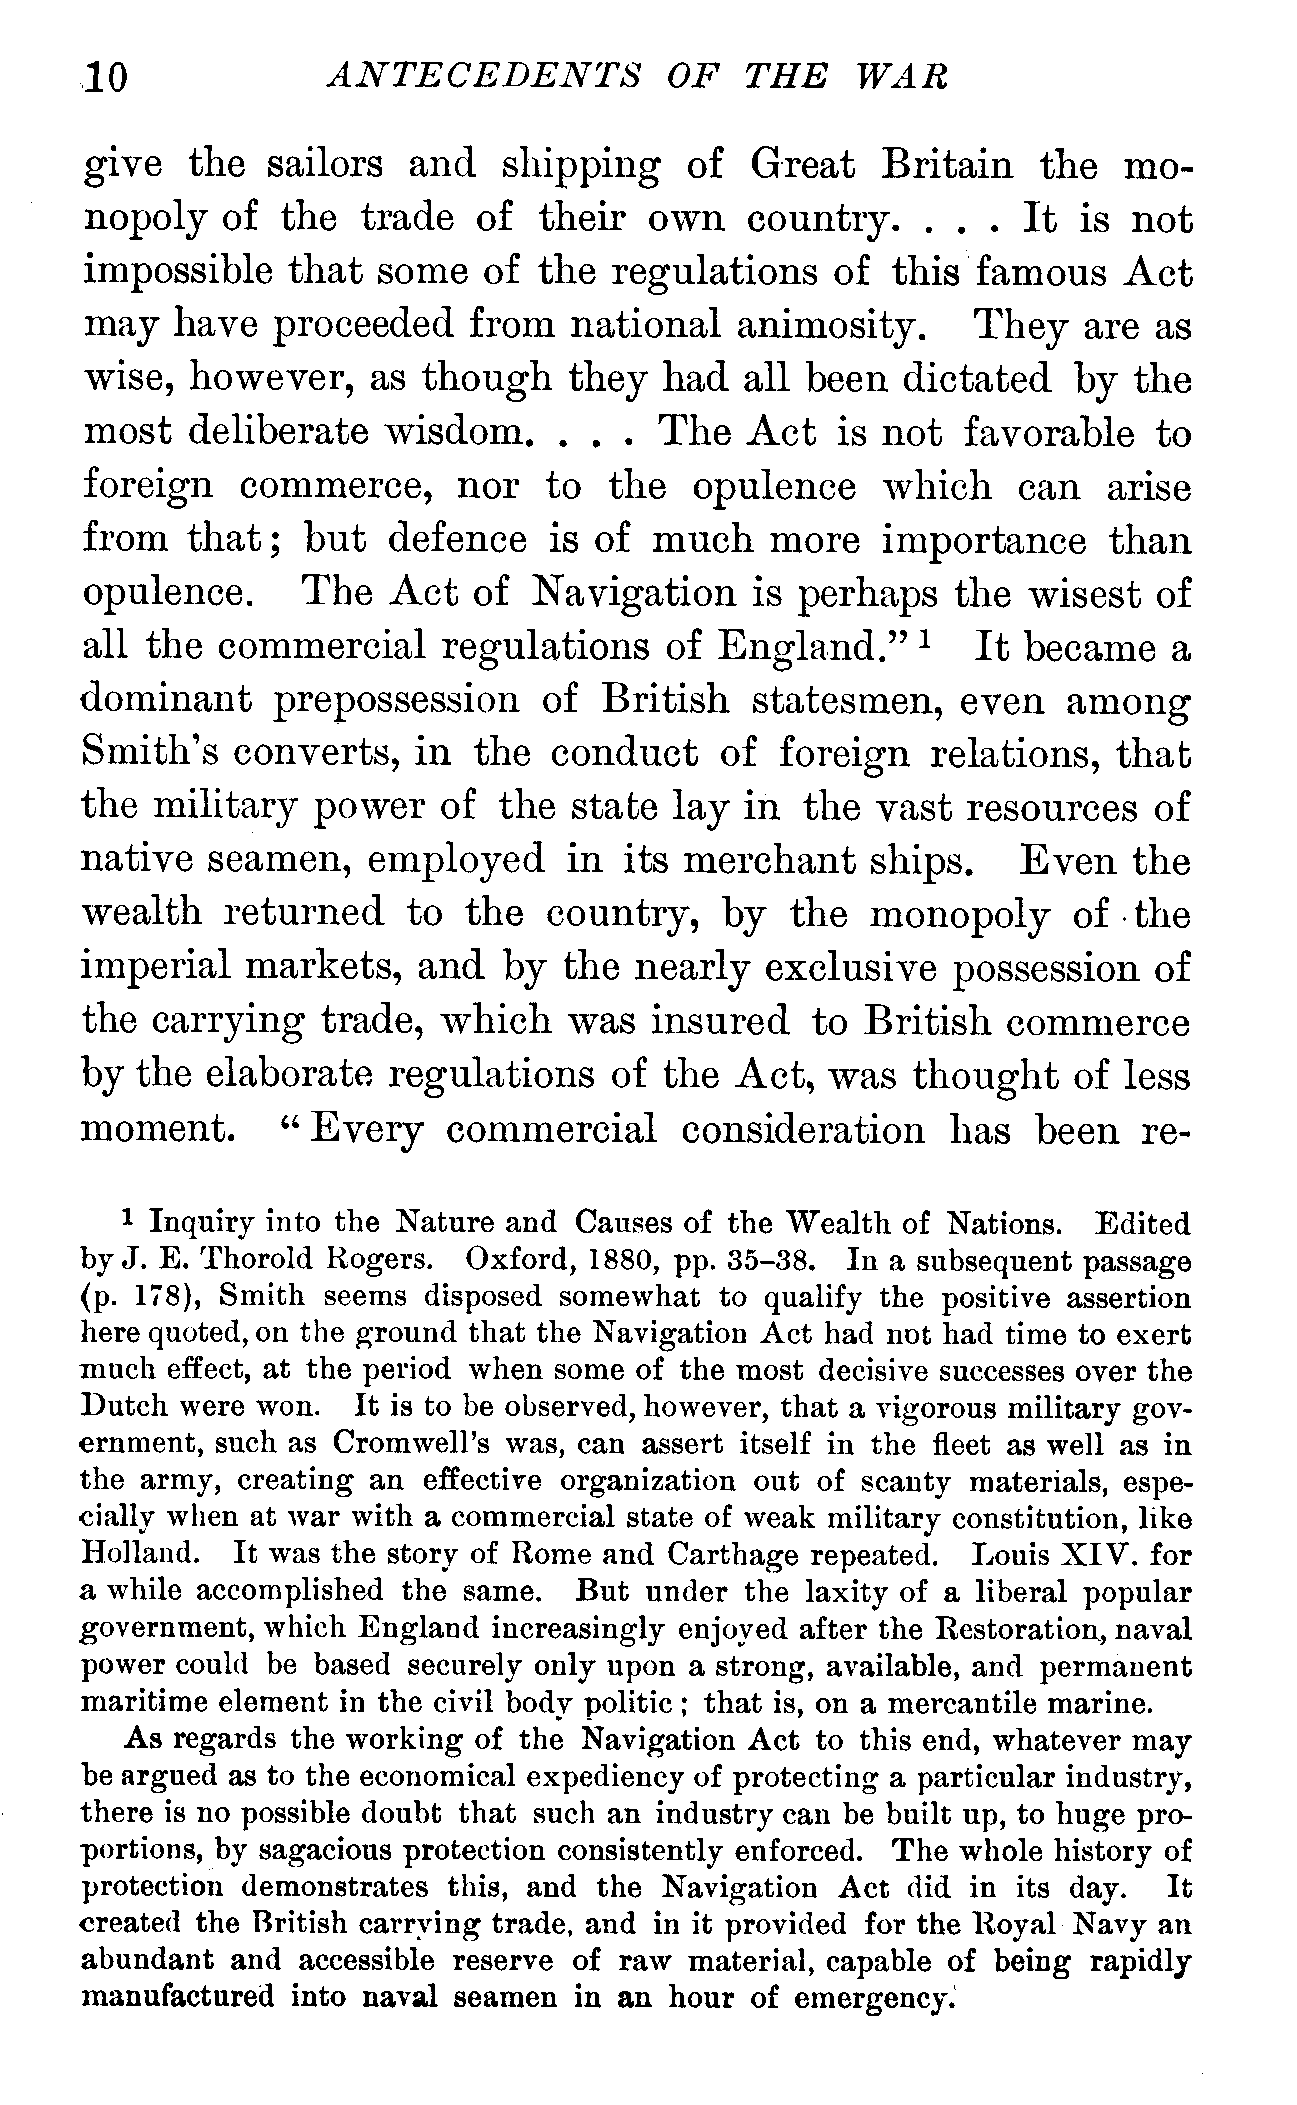 10 ANTECEDENTS OF THE WAR
give the sailors and shipping of Great Britain the mo-
nopoly of the trade of their own country. . . . It is not
impossible that some of the regulations of this famous Act
may have proceeded from national animosity. They are as
wise, however, as though they had all been dictated by the
most deliberate wisdom. . . . The Act is not favorable to
foreign commerce, nor to the opulence which can arise
from that; but defence is of much more importance than
opulence. The Act of Navigation is perhaps the wisest of
all the commercial regulations of England.” ¹ It became a
dominant prepossession of British statesmen, even among
Smith’s converts, in the conduct of foreign relations, that
the military power of the state lay in the vast resources of
native seamen, employed in its merchant ships. Even the
wealth returned to the country, by the monopoly of the
imperial markets, and by the nearly exclusive possession of
the carrying trade, which was insured to British commerce
by the elaborate regulations of the Act, was thought of less
moment. “Every commercial consideration has been re-
¹ Inquiry into the Nature and Causes of the Wealth of Nations. Edited
by J. E. Thorold Rogers. Oxford, 1880, pp. 35–38. In a subsequent passage
(p. 178), Smith seems disposed somewhat to qualify the positive assertion
here quoted, on the ground that the Navigation Act had not had time to exert
much effect, at the period when some of the most decisive successes over the
Dutch were won. It is to be observed, however, that a vigorous military gov-
ernment, such as Cromwell’s was, can assert itself in the fleet as well as in
the army, creating an effective organization out of scanty materials, espe-
cially when at war with a commercial state of weak military constitution, like
Holland. It was the story of Rome and Carthage repeated. Louis XIV. for
a while accomplished the same. But under the laxity of a liberal popular
government, which England increasingly enjoyed after the Restoration, naval
power could be based securely only upon a strong, available, and permanent
maritime element in the civil body politic; that is, on a mercantile marine.
As regards the working of the Navigation Act to this end, whatever may
be argued as to the economical expediency of protecting a particular industry,
there is no possible doubt that such an industry can be built up, to huge pro-
portions, by sagacious protection consistently enforced. The whole history of
protection demonstrates this, and the Navigation Act did in its day. It
created the British carrying trade, and in it provided for the Royal Navy an
abundant and accessible reserve of raw material, capable of being rapidly
manufactured into naval seamen in an hour of emergency.